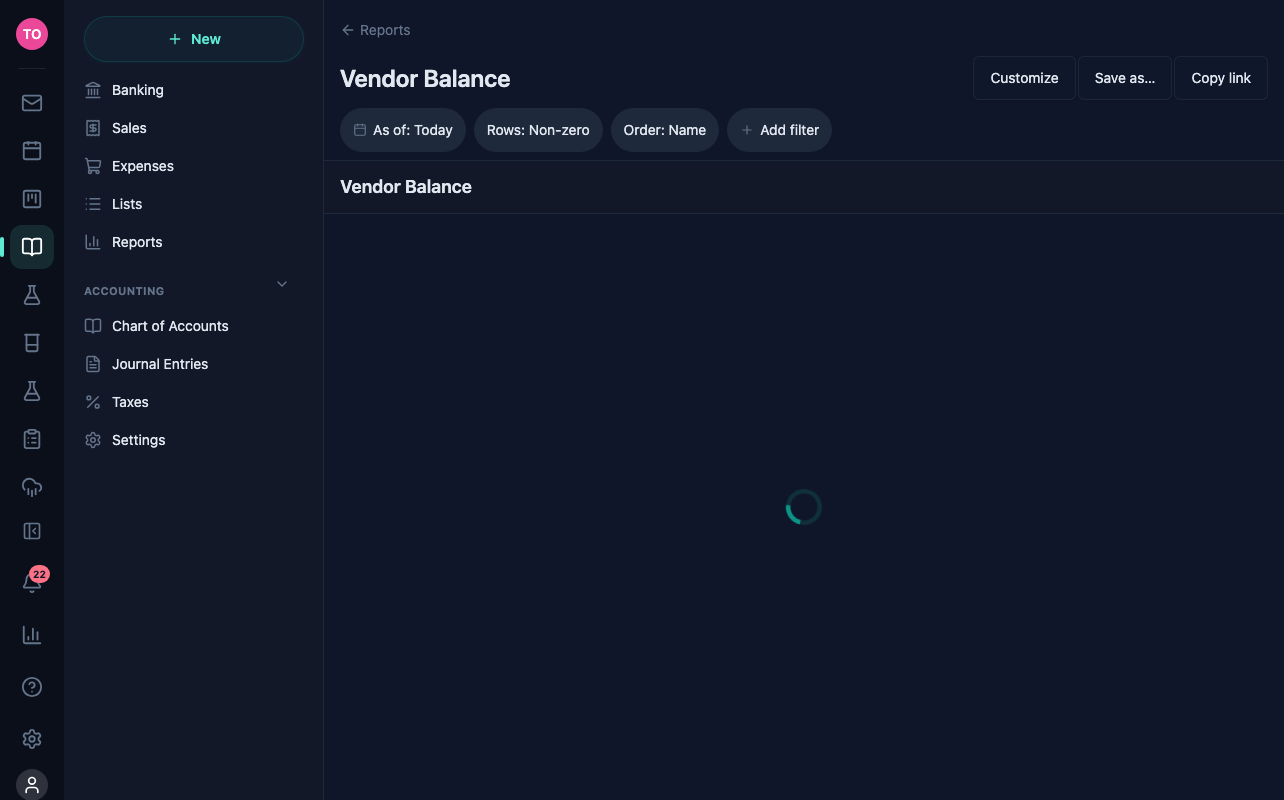 TO
New
Banking
Sales
Expenses
Lists
Reports
ACCOUNTING
Chart of Accounts
Journal Entries
Taxes
Settings
22
Reports
Vendor Balance
Customize
Save as...
Copy link
As of: Today
Rows: Non-zero
Order: Name
Add filter
Vendor Balance